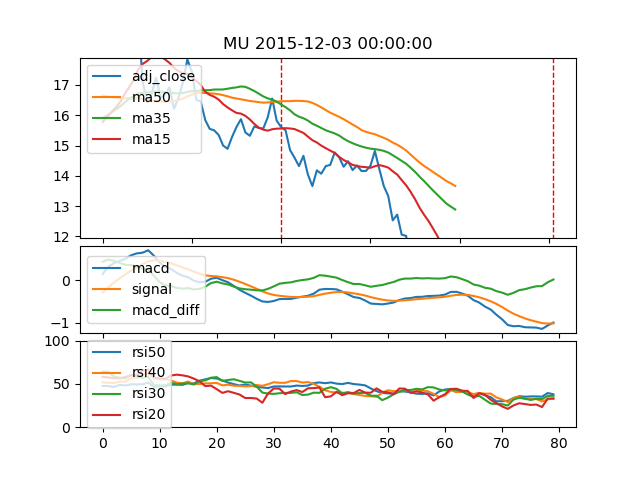 MU 2015-12-03 00:00:00
17
16
15
14
13
12
adj_close
ma50
ma35
ma15
0
−1
macd
signal
macd_diff
100
50
0
rsi50
rsi40
rsi30
rsi20
0 10 20 30 40 50 60 70 80